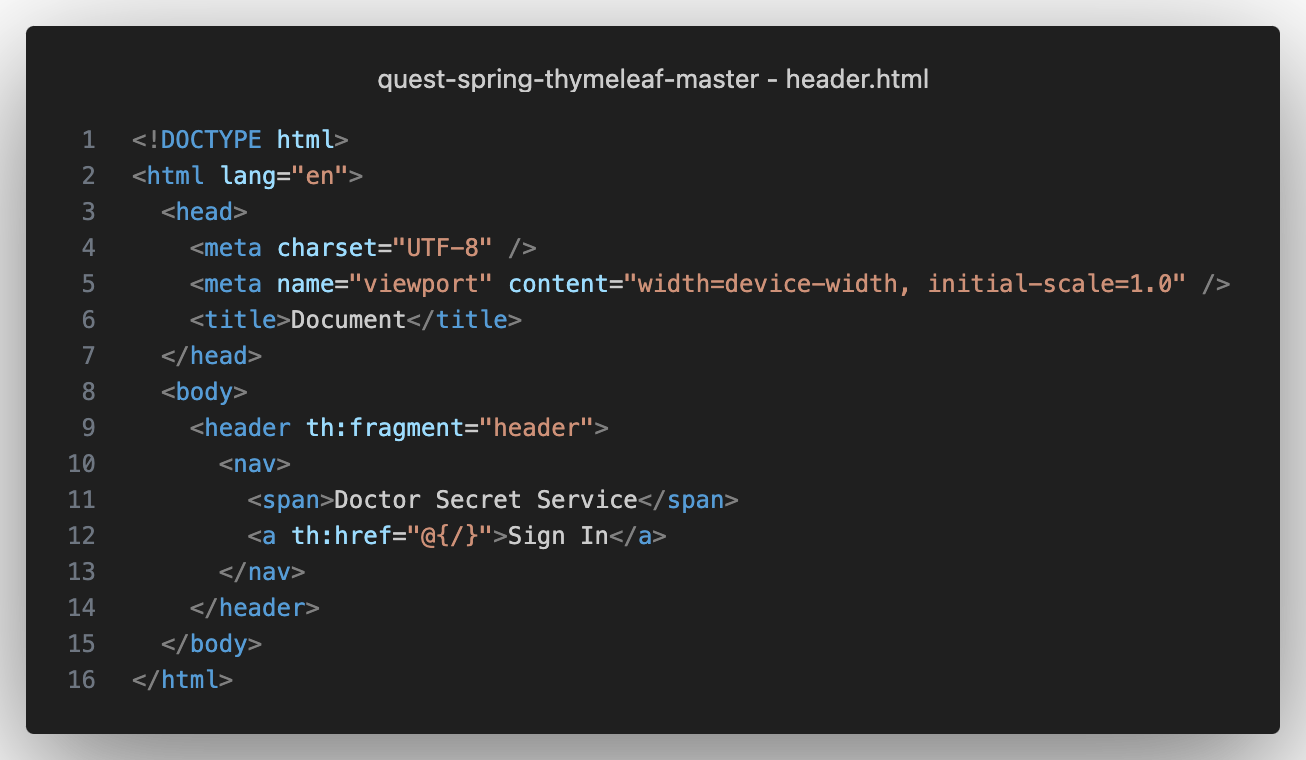 quest-spring-thymeleaf-master - header.html
1 <!DOCTYPE html>
2 <html lang="en">
3   <head>
4     <meta charset="UTF-8" />
5     <meta name="viewport" content="width=device-width, initial-scale=1.0" />
6     <title>Document</title>
7   </head>
8   <body>
9     <header th:fragment="header">
10       <nav>
11         <span>Doctor Secret Service</span>
12         <a th:href="@{/}">Sign In</a>
13       </nav>
14     </header>
15   </body>
16 </html>